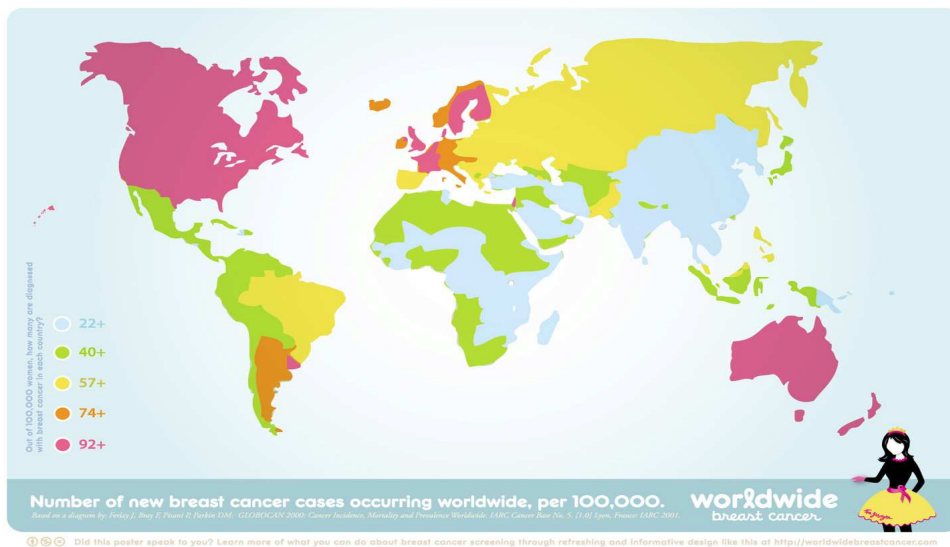 Out of 100,000 women, how many are diagnosed
with breast cancer in each country?
22+
40+
57+
74+
92+
Number of new breast cancer cases occurring worldwide, per 100,000.
Based on a diagram by: Ferlay J, Bray F, Pisani P, Parkin DM: GLOBOCAN 2000: Cancer Incidence, Mortality and Prevalence Worldwide. IARC Cancer Base No. 5. [1.0] Lyon, France: IARC 2001.
worldwide
breast cancer
Did this poster speak to you? Learn more of what you can do about breast cancer screening through refreshing and informative design like this at http://worldwidebreastcancer.com